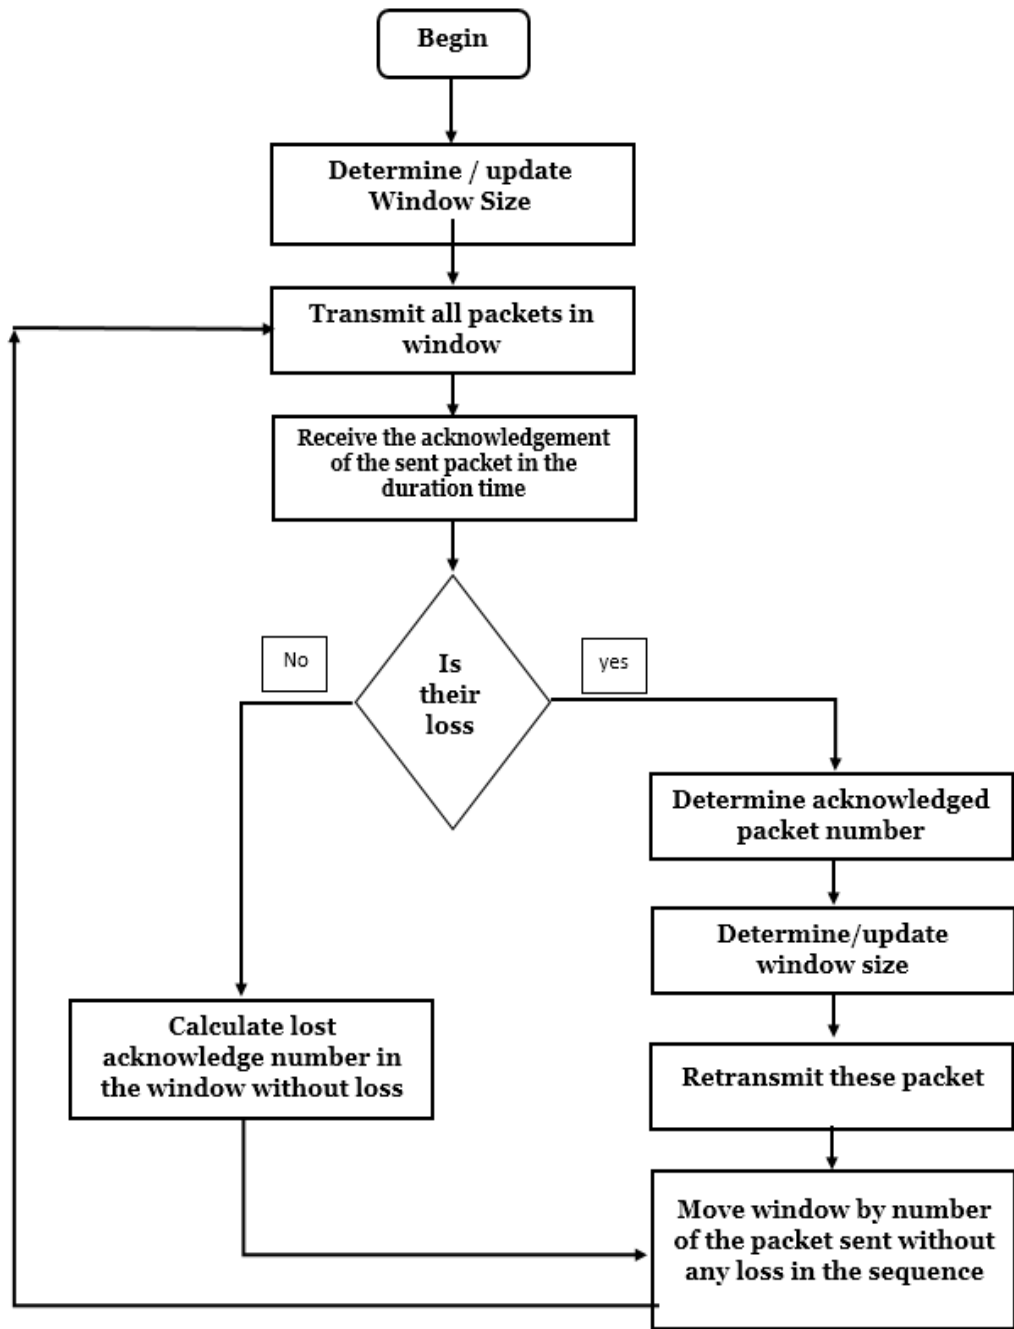 Begin
Determine / update
Window Size
Transmit all packets in
window
Receive the acknowledgement
of the sent packet in the
duration time
No
Is
their
loss
yes
Determine acknowledged
packet number
Determine/update
window size
Calculate lost
acknowledge number in
the window without loss
Retransmit these packet
Move window by number
of the packet sent without
any loss in the sequence